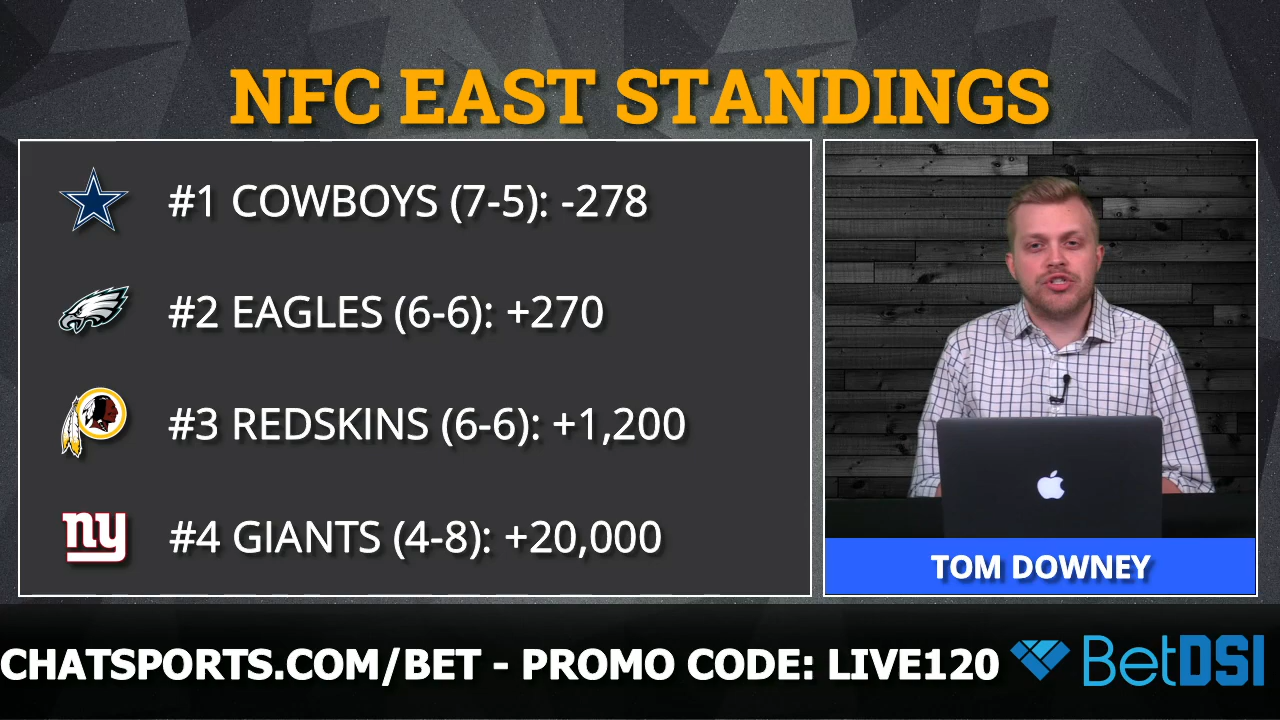 NFC EAST STANDINGS
#1 COWBOYS (7-5): -278
#2 EAGLES (6-6): +270
#3 REDSKINS (6-6): +1,200
ny
#4 GIANTS (4-8): +20,000
TOM DOWNEY
CHATSPORTS.COM/BET - PROMO CODE: LIVE120
BetDSI